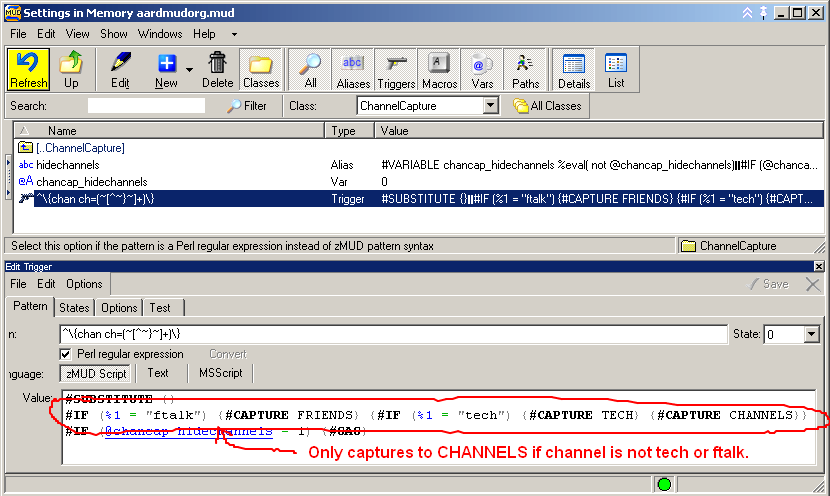 Settings in Memory aardmudorg.mud
File Edit View Show Windows Help
Refresh Up Edit New Delete Classes All Aliases Triggers Macros Vars Paths Details List
Search: Filter Class: ChannelCapture All Classes
Name Type Value
[..ChannelCapture]
abc hidechannels Alias #VARIABLE chancap_hidechannels %eval( not @chancap_hidechannels)||#IF (@chanca...
@A chancap_hidechannels Var 0
^\{chan ch=(~[^~}~]+)\} Trigger #SUBSTITUTE {}||#IF (%1 = "ftalk") {#CAPTURE FRIENDS} {#IF (%1 = "tech") {#CAPT...
Select this option if the pattern is a Perl regular expression instead of zMUD pattern syntax ChannelCapture
Edit Trigger
File Edit Options Save
Pattern States Options Test
n: ^\{chan ch=(~[^~}~]+)\} State: 0
Perl regular expression Convert
nguage: zMUD Script Text MSScript
Value: #SUBSTITUTE {}
#IF (%1 = "ftalk") {#CAPTURE FRIENDS} {#IF (%1 = "tech") {#CAPTURE TECH} {#CAPTURE CHANNELS}}
#IF (@chancap_hidechannels = 1) {#GAG}
Only captures to CHANNELS if channel is not tech or ftalk.